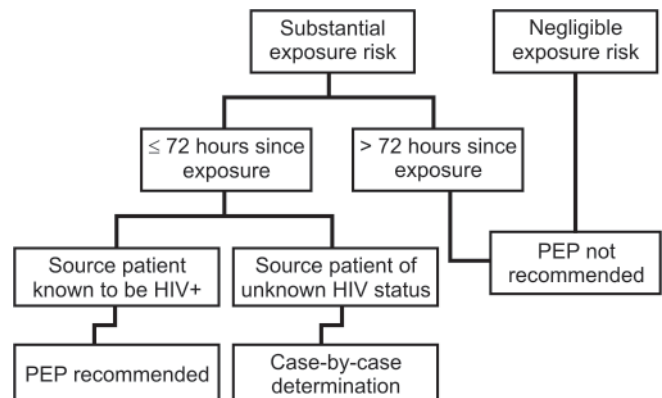 Substantial
exposure risk
Negligible
exposure risk
≤ 72 hours since
exposure
> 72 hours since
exposure
Source patient
known to be HIV+
Source patient of
unknown HIV status
PEP not
recommended
PEP recommended
Case-by-case
determination